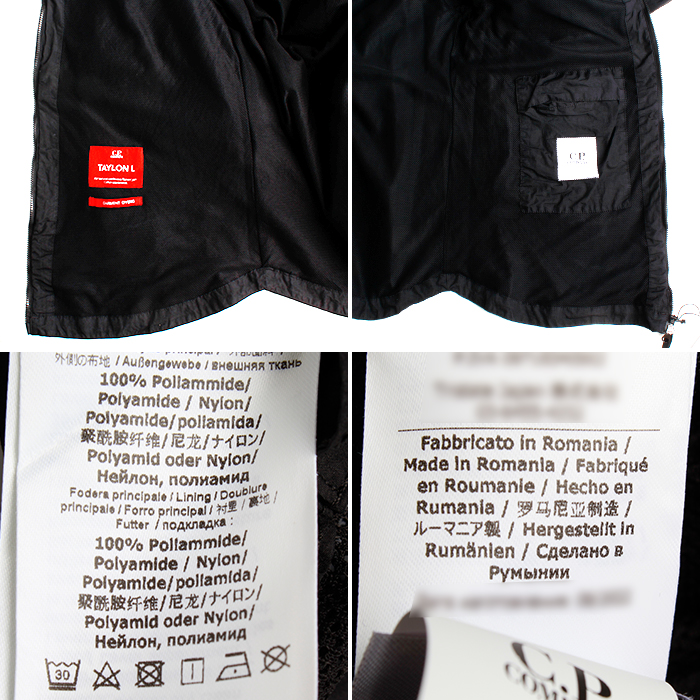 C.P.
TAYLON L
C.P.
外側の布地 / Außengewebe / внешняя ткань
100% Poliammide/
Polyamide / Nylon/
Polyamide/poliamida/
聚酰胺纤维/尼龙/ナイロン/
Polyamid oder Nylon/
Нейлон, полиамид
Fodera principale / Lining / Doublure
principale / Forro principal / 衬里 / 裏地 /
Futter / подкладка :
100% Poliammide/
Polyamide / Nylon/
Polyamide/poliamida/
聚酰胺纤维/尼龙/ナイロン/
Polyamid oder Nylon/
Нейлон, полиамид
30
Fabbricato in Romania /
Made in Romania / Fabriqué
en Roumanie / Hecho en
Rumania / 罗马尼亚制造 /
ルーマニア製 / Hergestellt in
Rumänien / Сделано в
Румынии
C.P.